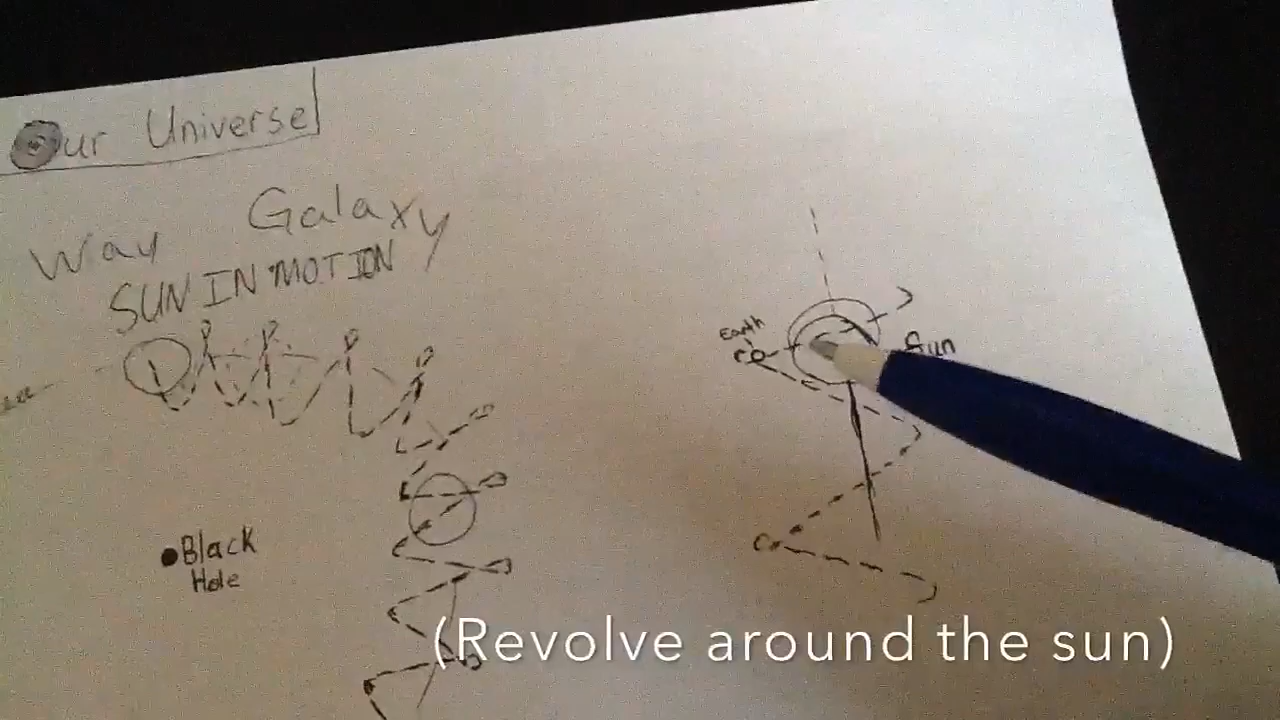 Our Universe
Way Galaxy
SUN IN MOTION
Earth
Sun
Black
Hole
(Revolve around the sun)